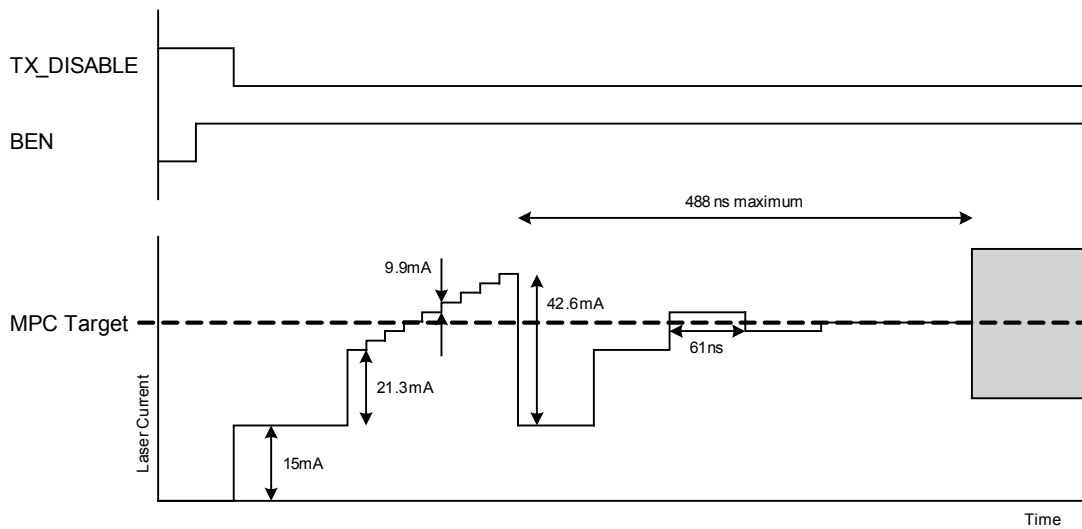 TX_DISABLE
BEN
488 ns maximum
9.9mA
42.6mA
MPC Target
61ns
21.3mA
Laser Current
15mA
Time